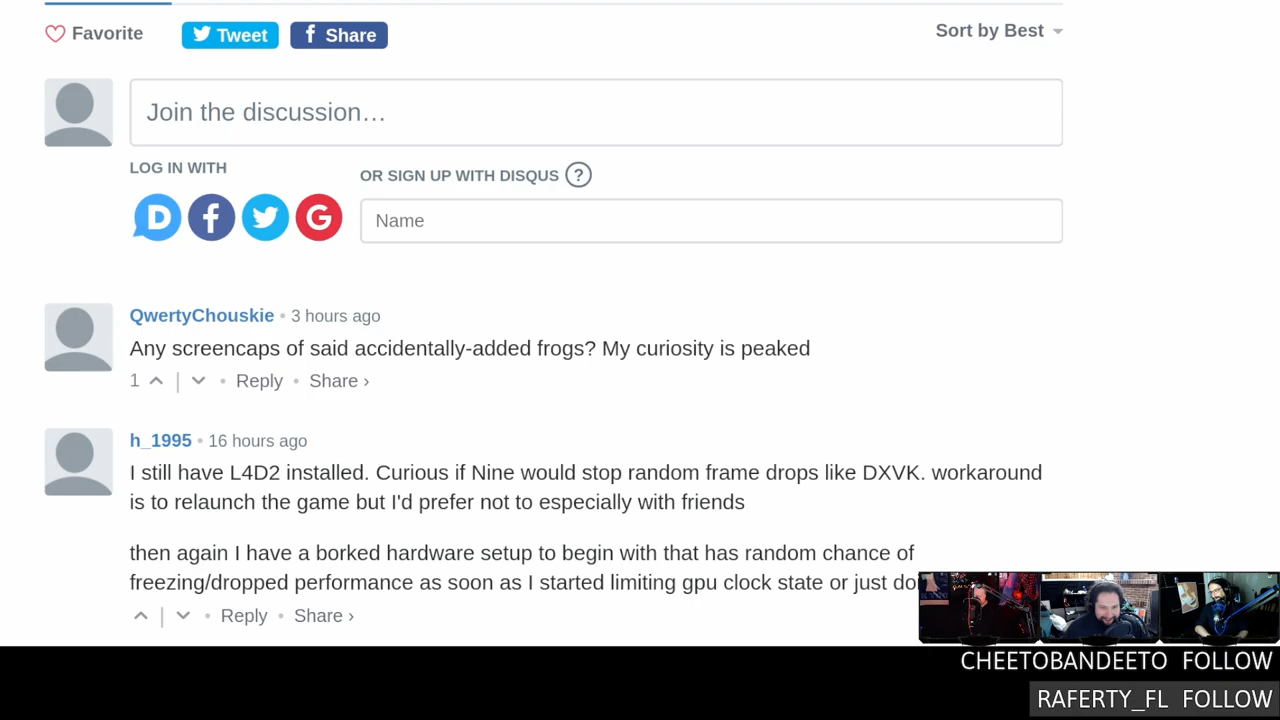 Favorite
Tweet
Share
Sort by Best
Join the discussion…
LOG IN WITH
OR SIGN UP WITH DISQUS ?
D f G
Name
QwertyChouskie • 3 hours ago
Any screencaps of said accidentally-added frogs? My curiosity is peaked
1 | • Reply • Share ›
h_1995 • 16 hours ago
I still have L4D2 installed. Curious if Nine would stop random frame drops like DXVK. workaround
is to relaunch the game but I'd prefer not to especially with friends
then again I have a borked hardware setup to begin with that has random chance of
freezing/dropped performance as soon as I started limiting gpu clock state or just do
| • Reply • Share ›
CHEETOBANDEETO FOLLOW
RAFERTY_FL FOLLOW